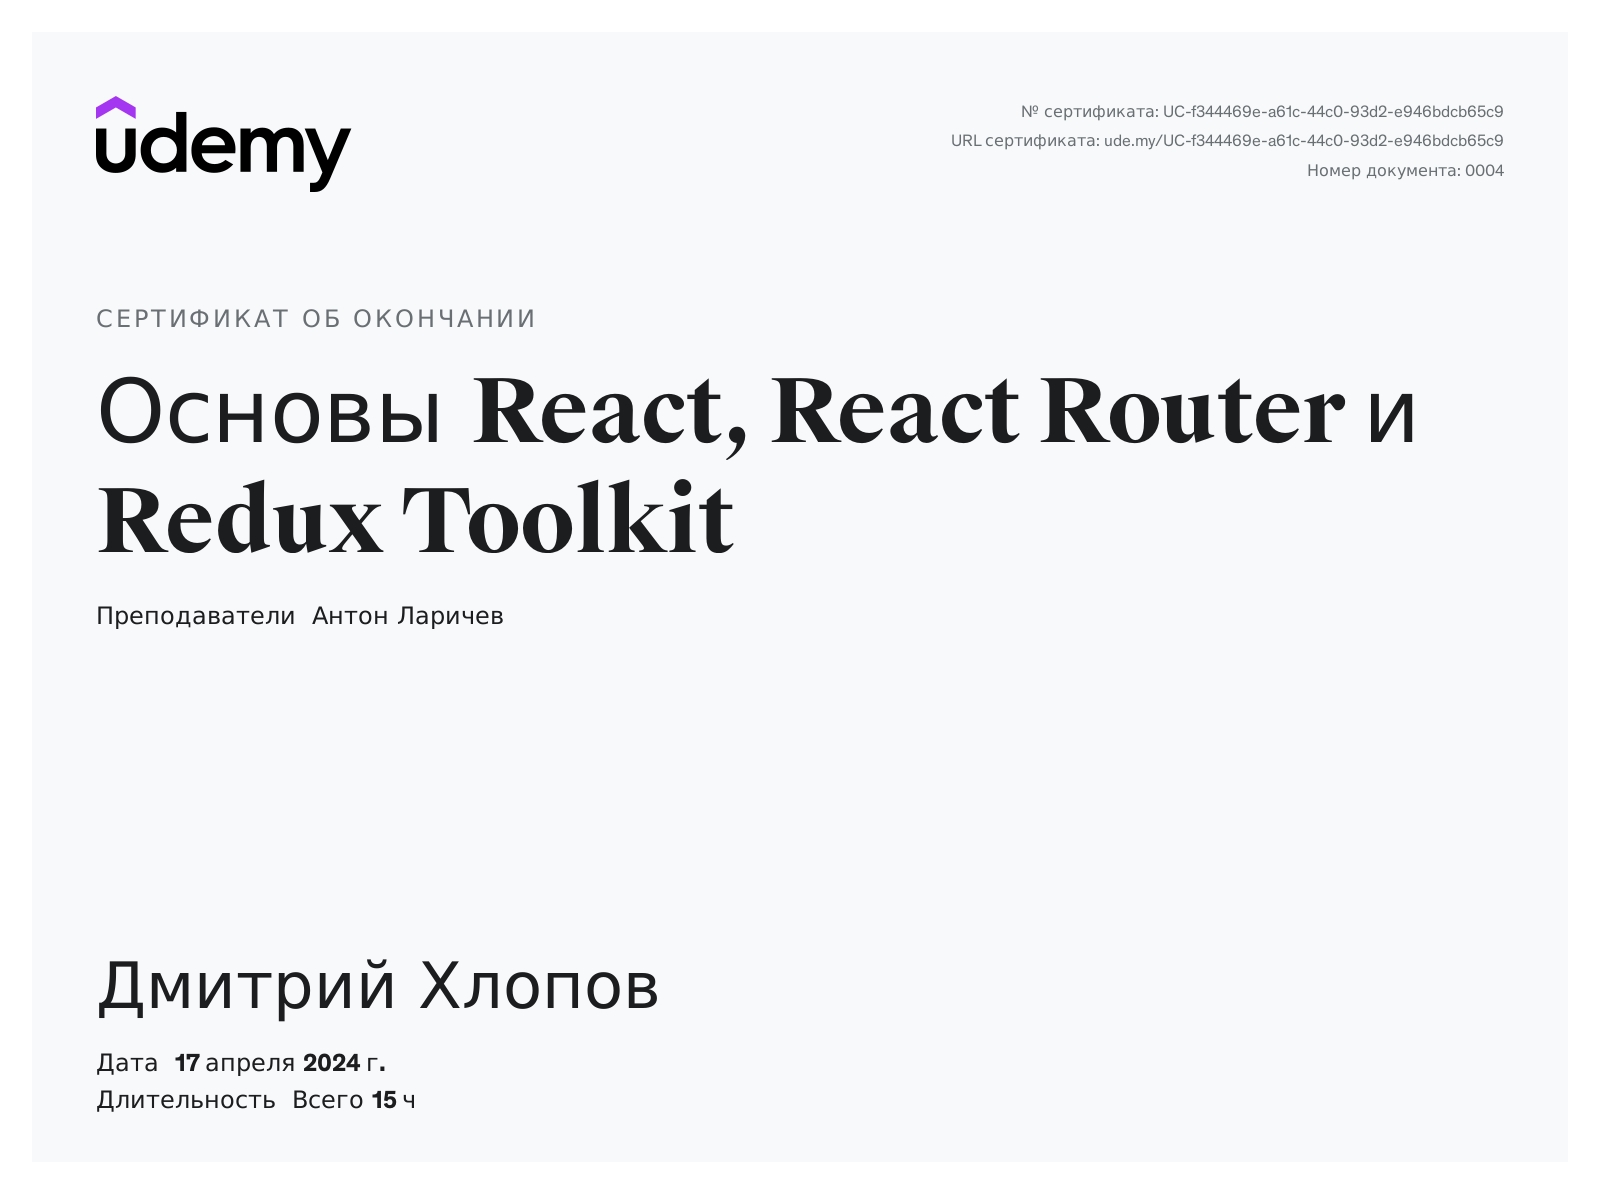 udemy
№ сертификата: UC-f344469e-a61c-44c0-93d2-e946bdcb65c9
URL сертификата: ude.my/UC-f344469e-a61c-44c0-93d2-e946bdcb65c9
Номер документа: 0004
СЕРТИФИКАТ ОБ ОКОНЧАНИИ
Основы React, React Router и
Redux Toolkit
Преподаватели Антон Ларичев
Дмитрий Хлопов
Дата 17 апреля 2024 г.
Длительность Всего 15 ч